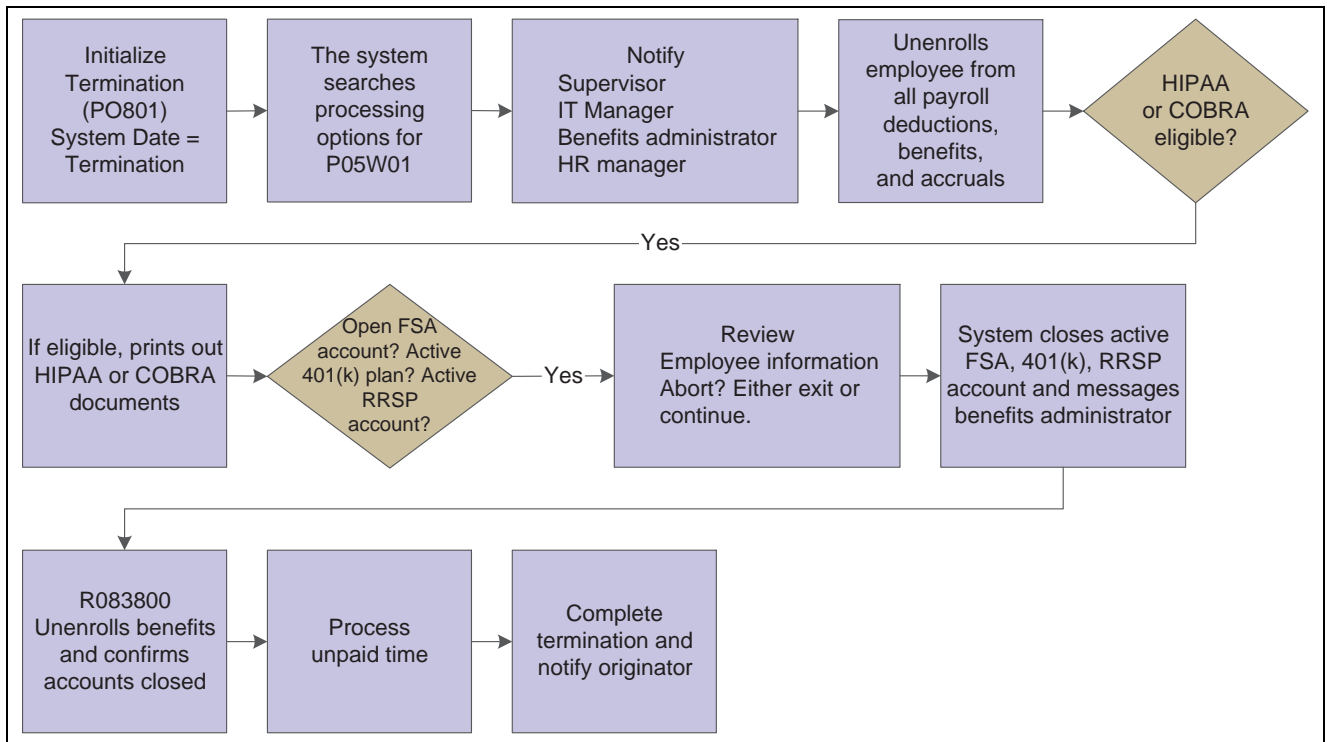 Initialize
Termination
(PO801)
System Date =
Termination
The system
searches
processing
options for
P05W01
Notify
Supervisor
IT Manager
Benefits administrator
HR manager
Unenrolls
employee from
all payroll
deductions,
benefits,
and accruals
HIPAA
or COBRA
eligible?
Yes
If eligible, prints out
HIPAA or COBRA
documents
Open FSA
account? Active
401(k) plan? Active
RRSP
account?
Yes
Review
Employee information
Abort? Either exit or
continue.
System closes active
FSA, 401(k), RRSP
account and messages
benefits administrator
R083800
Unenrolls benefits
and confirms
accounts closed
Process
unpaid time
Complete
termination and
notify originator